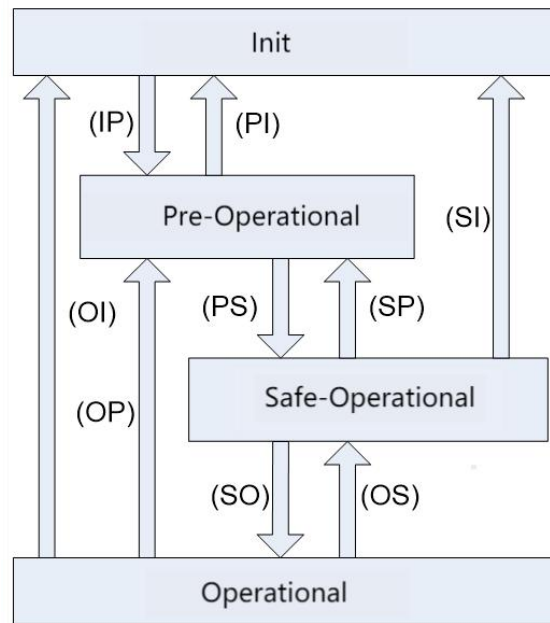 Init
(IP)
(PI)
Pre-Operational
(SI)
(OI)
(PS)
(SP)
Safe-Operational
(OP)
(SO)
(OS)
Operational